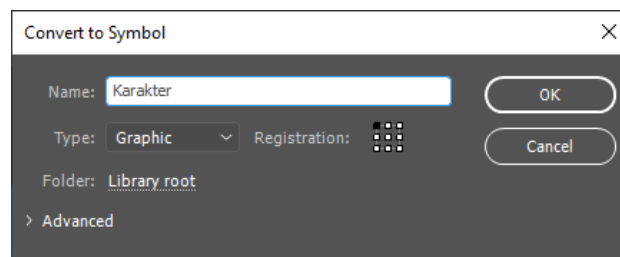 Convert to Symbol
Name: Karakter
OK
Type: Graphic Registration:
Cancel
Folder: Library root
Advanced